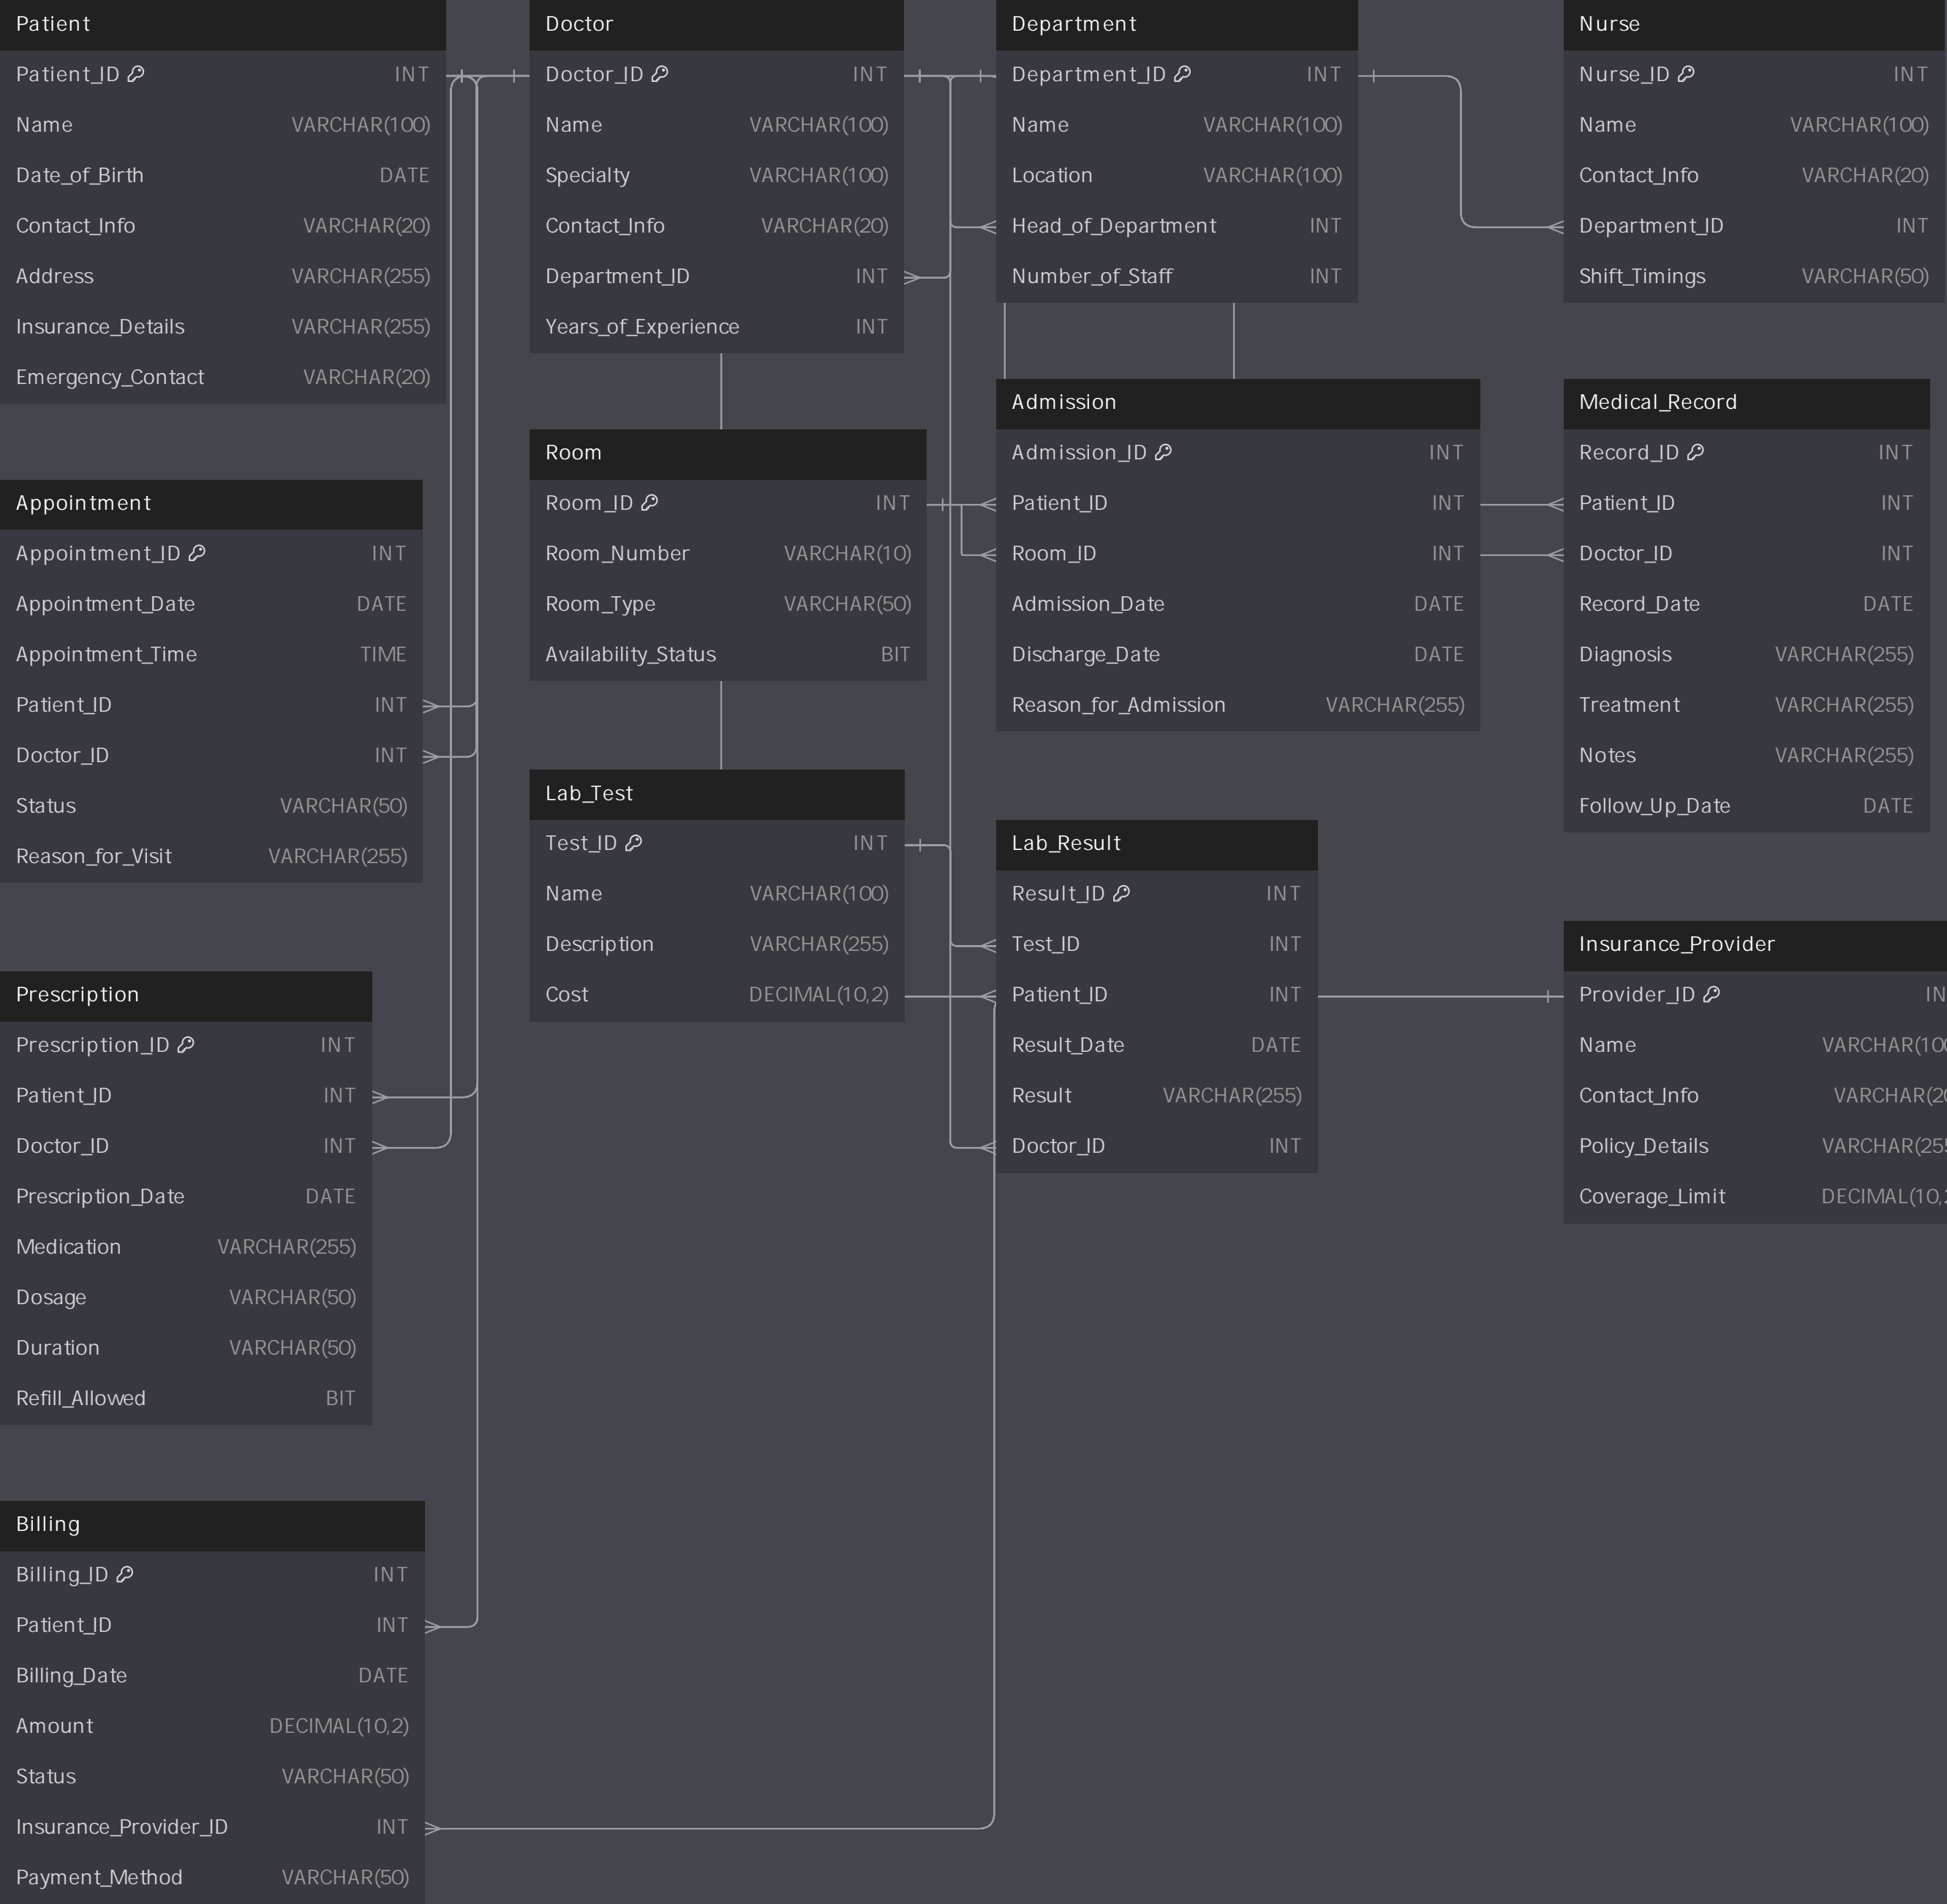 Patient
Patient_ID INT
Name VARCHAR(100)
Date_of_Birth DATE
Contact_Info VARCHAR(20)
Address VARCHAR(255)
Insurance_Details VARCHAR(255)
Emergency_Contact VARCHAR(20)
Doctor
Doctor_ID INT
Name VARCHAR(100)
Specialty VARCHAR(100)
Contact_Info VARCHAR(20)
Department_ID INT
Years_of_Experience INT
Department
Department_ID INT
Name VARCHAR(100)
Location VARCHAR(100)
Head_of_Department INT
Number_of_Staff INT
Nurse
Nurse_ID INT
Name VARCHAR(100)
Contact_Info VARCHAR(20)
Department_ID INT
Shift_Timings VARCHAR(50)
Appointment
Appointment_ID INT
Appointment_Date DATE
Appointment_Time TIME
Patient_ID INT
Doctor_ID INT
Status VARCHAR(50)
Reason_for_Visit VARCHAR(255)
Room
Room_ID INT
Room_Number VARCHAR(10)
Room_Type VARCHAR(50)
Availability_Status BIT
Admission
Admission_ID INT
Patient_ID INT
Room_ID INT
Admission_Date DATE
Discharge_Date DATE
Reason_for_Admission VARCHAR(255)
Medical_Record
Record_ID INT
Patient_ID INT
Doctor_ID INT
Record_Date DATE
Diagnosis VARCHAR(255)
Treatment VARCHAR(255)
Notes VARCHAR(255)
Follow_Up_Date DATE
Prescription
Prescription_ID INT
Patient_ID INT
Doctor_ID INT
Prescription_Date DATE
Medication VARCHAR(255)
Dosage VARCHAR(50)
Duration VARCHAR(50)
Refill_Allowed BIT
Lab_Test
Test_ID INT
Name VARCHAR(100)
Description VARCHAR(255)
Cost DECIMAL(10,2)
Lab_Result
Result_ID INT
Test_ID INT
Patient_ID INT
Result_Date DATE
Result VARCHAR(255)
Doctor_ID INT
Insurance_Provider
Provider_ID IN
Name VARCHAR(100
Contact_Info VARCHAR(20
Policy_Details VARCHAR(255
Coverage_Limit DECIMAL(10,2
Billing
Billing_ID INT
Patient_ID INT
Billing_Date DATE
Amount DECIMAL(10,2)
Status VARCHAR(50)
Insurance_Provider_ID INT
Payment_Method VARCHAR(50)